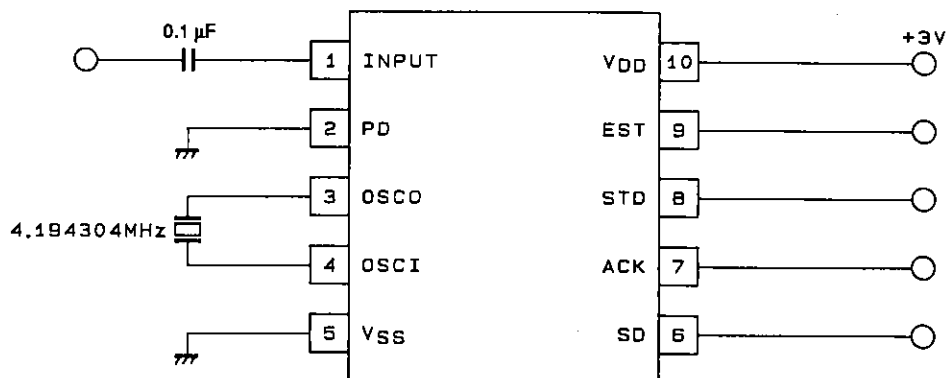 0.1 µF
+3V
1 INPUT
VDD 10
2 PD
EST 9
3 OSCO
STD 8
4.194304MHz
4 OSCI
ACK 7
5 VSS
SD 6